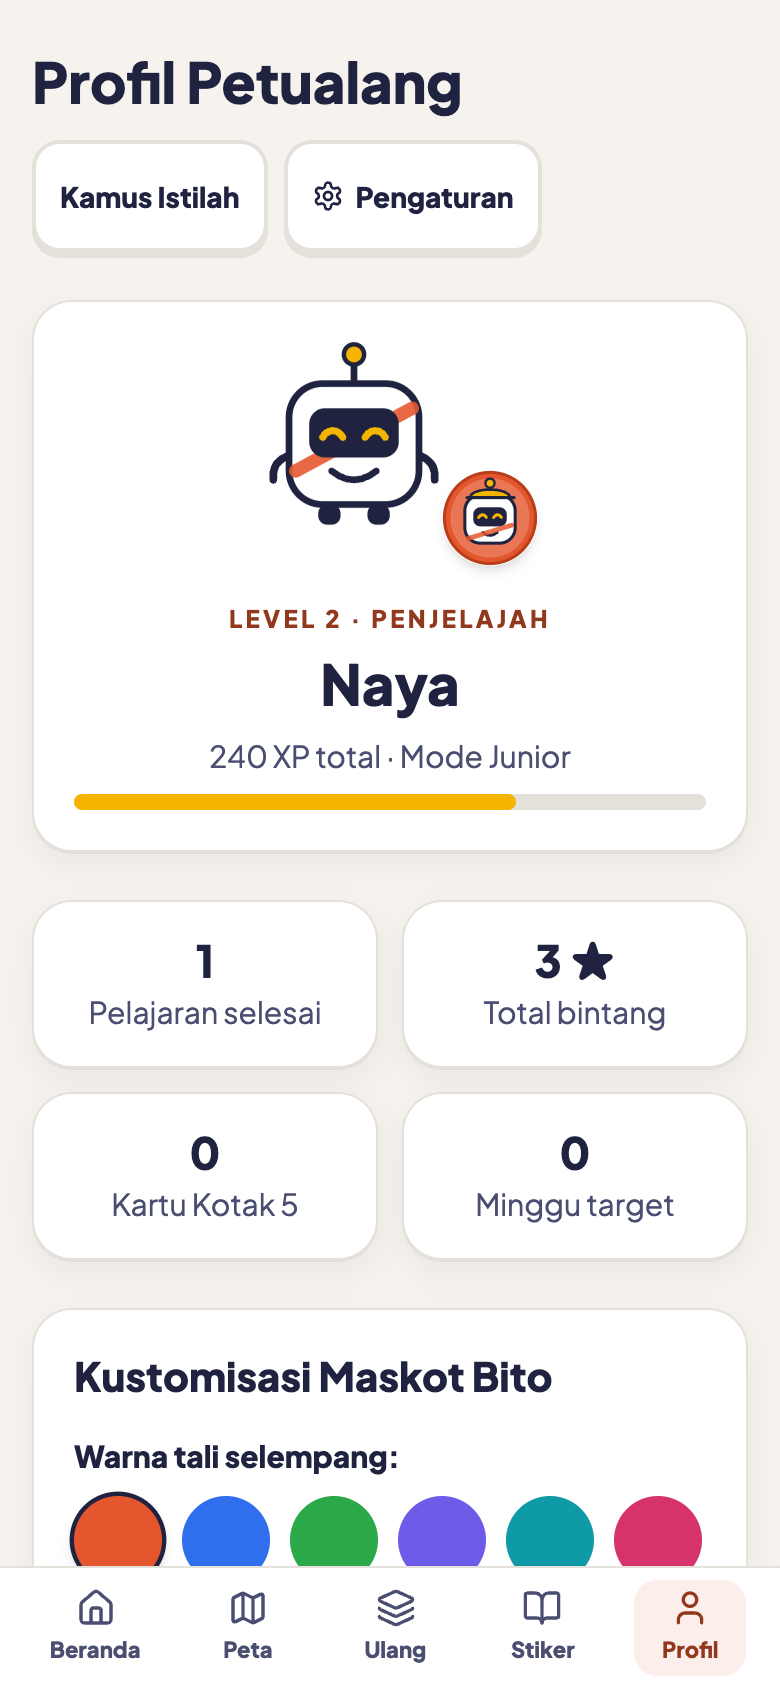 Profil Petualang
Kamus Istilah
Pengaturan
LEVEL 2 · PENJELAJAH
Naya
240 XP total · Mode Junior
1
Pelajaran selesai
3 ★
Total bintang
0
Kartu Kotak 5
0
Minggu target
Kustomisasi Maskot Bito
Warna tali selempang:
Beranda
Peta
Ulang
Stiker
Profil